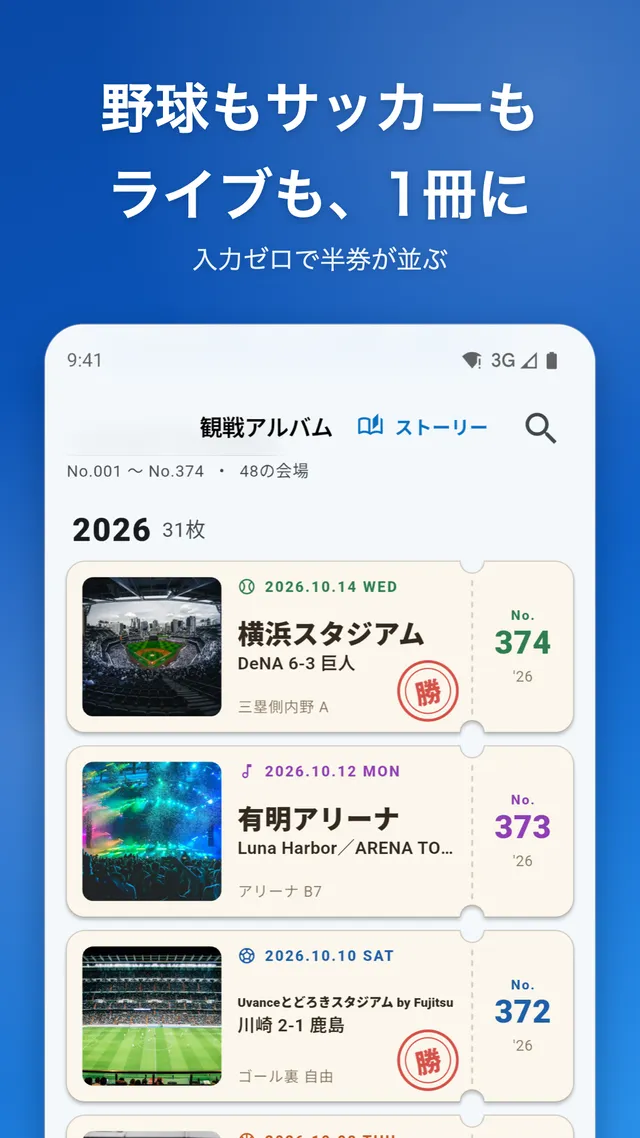 野球もサッカーも
ライブも、1冊に
入力ゼロで半券が並ぶ
9:41
3G
観戦アルバム
ストーリー
No.001 〜 No.374 ・ 48の会場
2026 31枚
2026.10.14 WED
横浜スタジアム
DeNA 6-3 巨人
勝
三塁側内野 A
No.
374
'26
2026.10.12 MON
有明アリーナ
Luna Harbor／ARENA TO…
アリーナ B7
No.
373
'26
2026.10.10 SAT
Uvanceとどろきスタジアム by Fujitsu
川崎 2-1 鹿島
勝
ゴール裏 自由
No.
372
'26